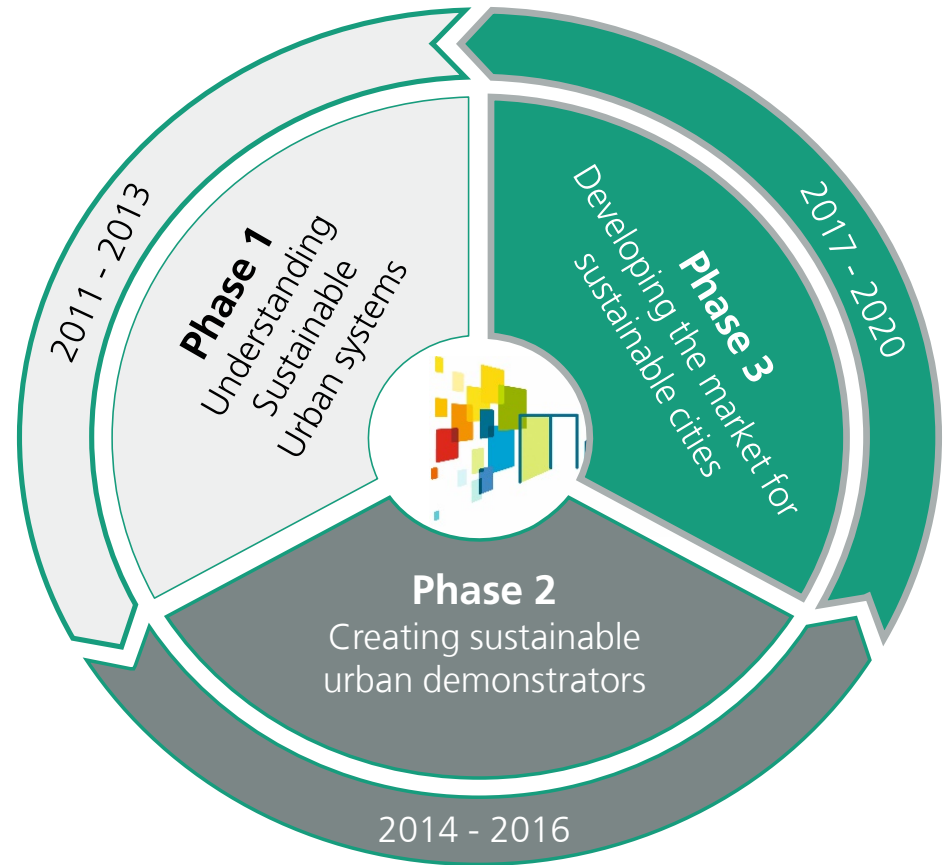 2011 - 2013
Phase 1
Understanding
Sustainable
Urban systems
Phase 2
Creating sustainable
urban demonstrators
2014 - 2016
Phase 3
Developing the market for
sustainable cities
2017 - 2020